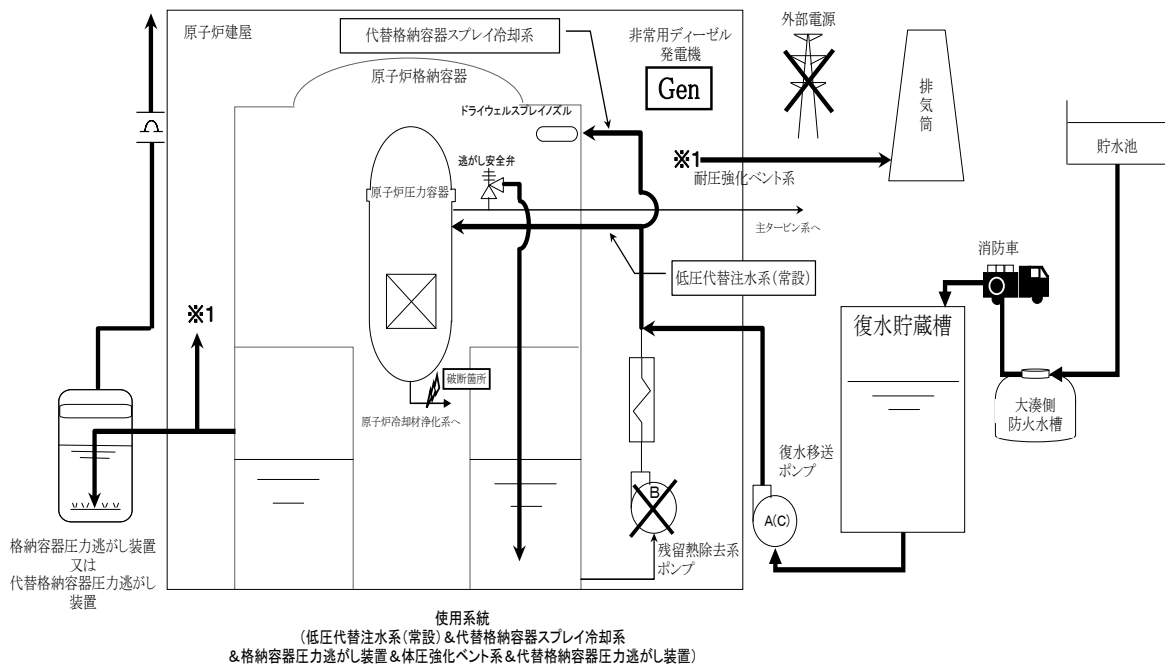 原子炉建屋
代替格納容器スプレイ冷却系
非常用ディーゼル
発電機
Gen
外部電源
排気筒
貯水池
原子炉格納容器
ドライウェルスプレイノズル
逃がし安全弁
原子炉圧力容器
※1
耐圧強化ベント系
主タービン系へ
低圧代替注水系(常設)
消防車
※1
復水貯蔵槽
破断箇所
原子炉冷却材浄化系へ
大湊側
防火水槽
復水移送
ポンプ
B
A(C)
残留熱除去系
ポンプ
格納容器圧力逃がし装置
又は
代替格納容器圧力逃がし
装置
使用系統
(低圧代替注水系(常設)&代替格納容器スプレイ冷却系
&格納容器圧力逃がし装置&体圧強化ベント系&代替格納容器圧力逃がし装置)